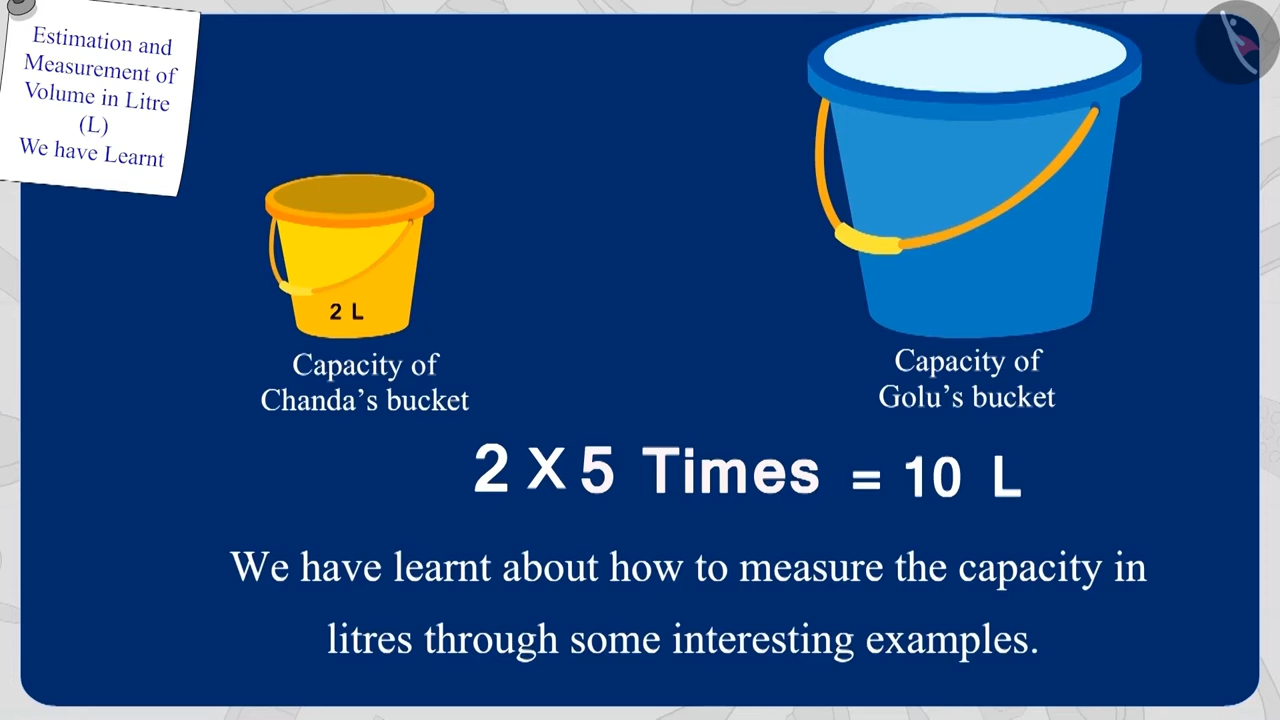 Estimation and
Measurement of
Volume in Litre
(L)
We have Learnt
2 L
Capacity of
Chanda's bucket
Capacity of
Golu's bucket
2 X 5 Times = 10 L
We have learnt about how to measure the capacity in
litres through some interesting examples.